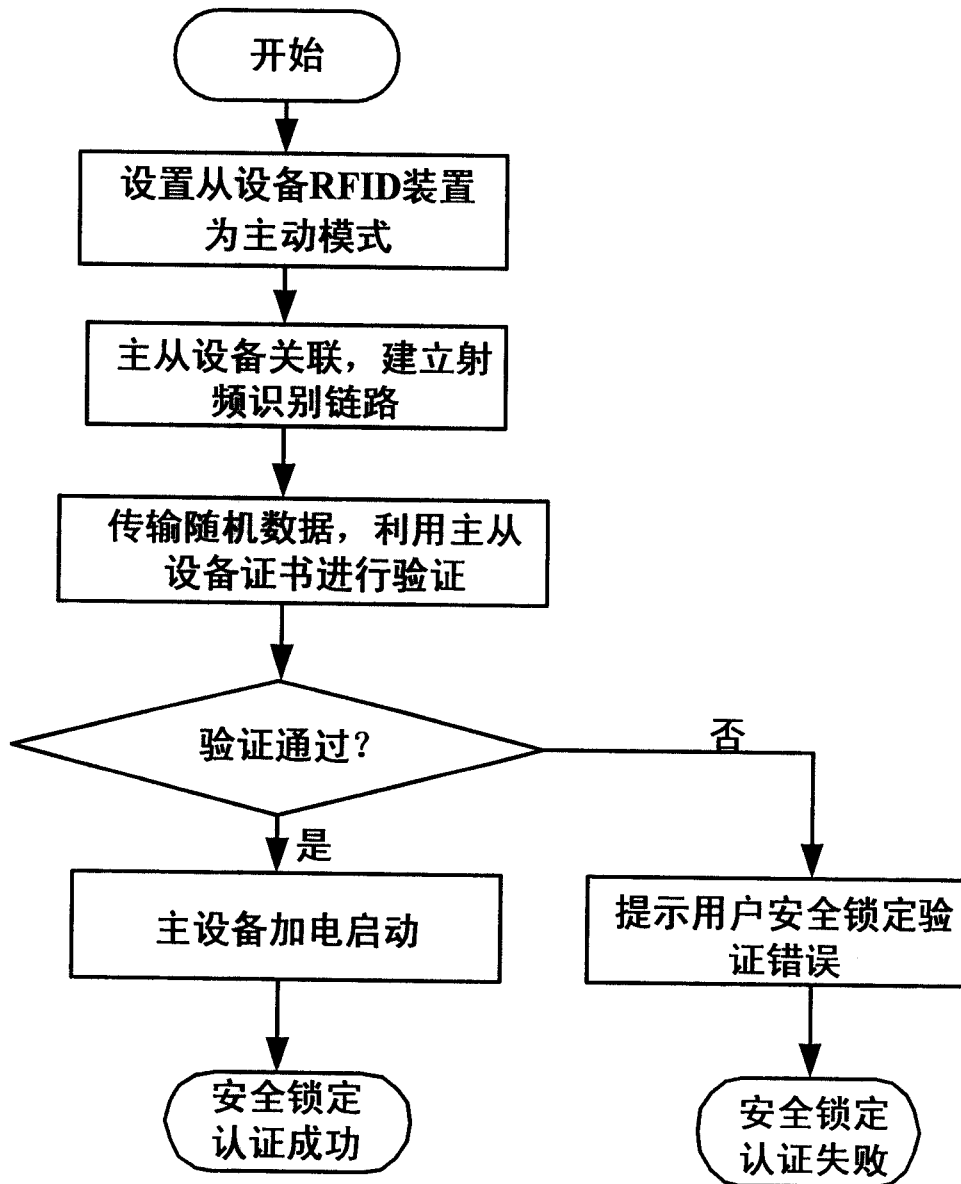 开始
设置从设备RFID装置
为主动模式
主从设备关联，建立射
频识别链路
传输随机数据，利用主从
设备证书进行验证
验证通过？
否
是
主设备加电启动
提示用户安全锁定验
证错误
安全锁定
认证成功
安全锁定
认证失败